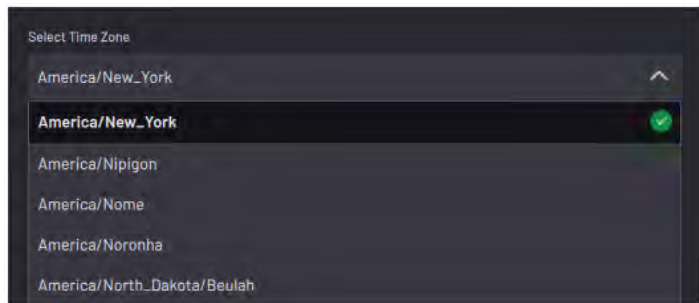 Select Time Zone
America/New_York
America/New_York
America/Nipigon
America/Nome
America/Noronha
America/North_Dakota/Beulah